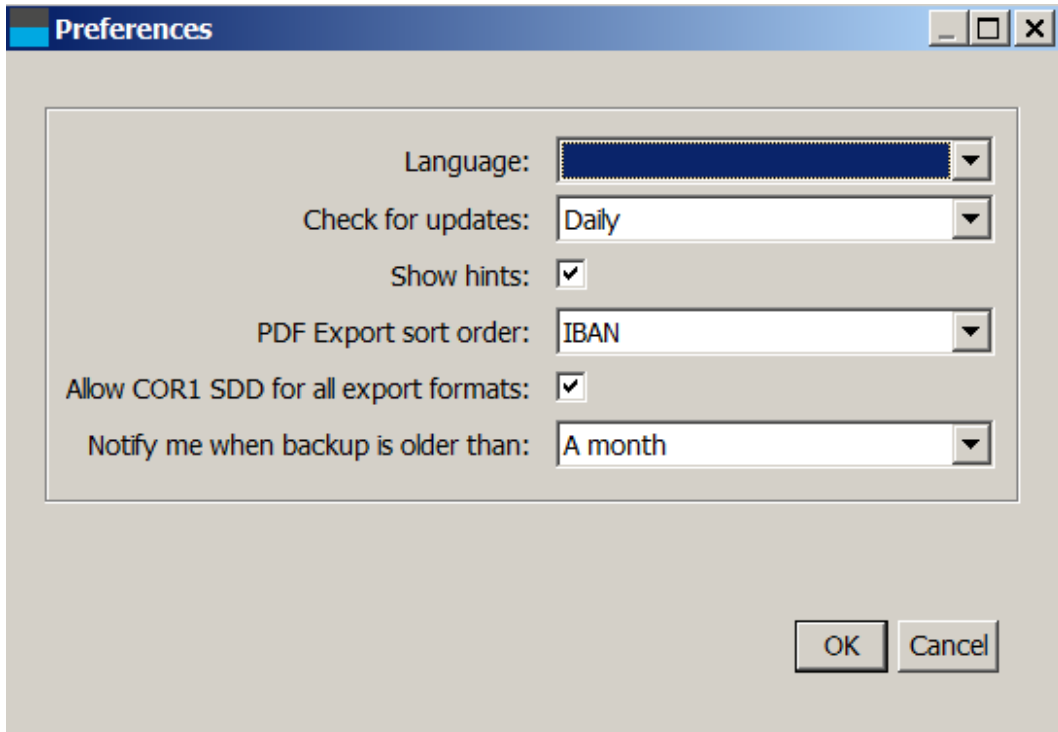 Preferences
Language:
Check for updates: Daily
Show hints:
PDF Export sort order: IBAN
Allow COR1 SDD for all export formats:
Notify me when backup is older than: A month
OK Cancel